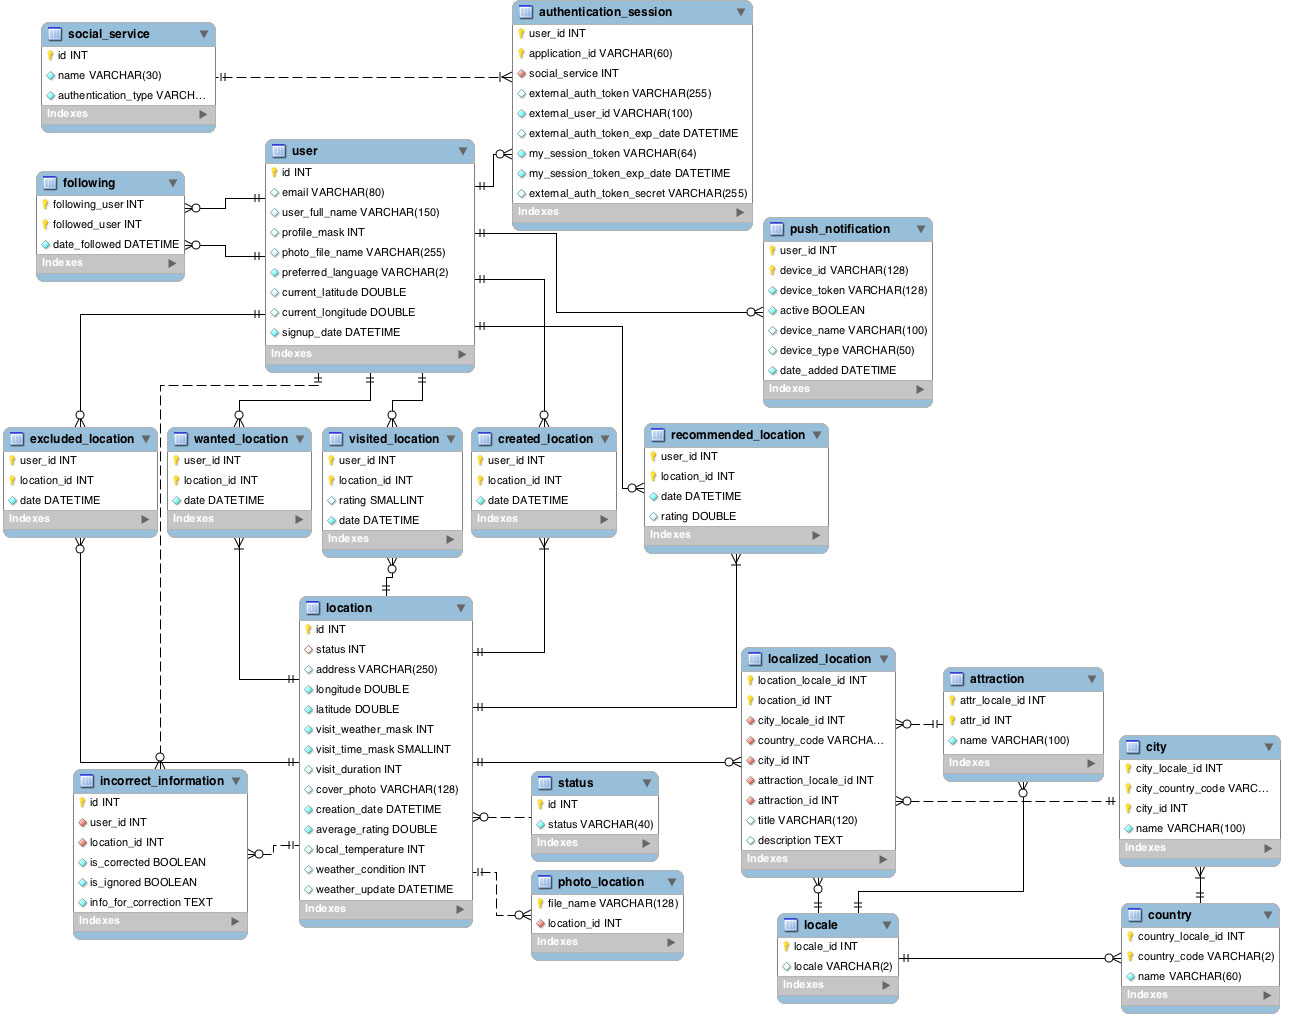 social_service
id INT
name VARCHAR(30)
authentication_type VARCH...
Indexes
authentication_session
user_id INT
application_id VARCHAR(60)
social_service INT
external_auth_token VARCHAR(255)
external_user_id VARCHAR(100)
external_auth_token_exp_date DATETIME
my_session_token VARCHAR(64)
my_session_token_exp_date DATETIME
external_auth_token_secret VARCHAR(255)
Indexes
user
id INT
email VARCHAR(80)
user_full_name VARCHAR(150)
profile_mask INT
photo_file_name VARCHAR(255)
preferred_language VARCHAR(2)
current_latitude DOUBLE
current_longitude DOUBLE
signup_date DATETIME
Indexes
following
following_user INT
followed_user INT
date_followed DATETIME
Indexes
push_notification
user_id INT
device_id VARCHAR(128)
device_token VARCHAR(128)
active BOOLEAN
device_name VARCHAR(100)
device_type VARCHAR(50)
date_added DATETIME
Indexes
excluded_location
user_id INT
location_id INT
date DATETIME
Indexes
wanted_location
user_id INT
location_id INT
date DATETIME
Indexes
visited_location
user_id INT
location_id INT
rating SMALLINT
date DATETIME
Indexes
created_location
user_id INT
location_id INT
date DATETIME
Indexes
recommended_location
user_id INT
location_id INT
date DATETIME
rating DOUBLE
Indexes
location
id INT
status INT
address VARCHAR(250)
longitude DOUBLE
latitude DOUBLE
visit_weather_mask INT
visit_time_mask SMALLINT
visit_duration INT
cover_photo VARCHAR(128)
creation_date DATETIME
average_rating DOUBLE
local_temperature INT
weather_condition INT
weather_update DATETIME
Indexes
localized_location
location_locale_id INT
location_id INT
city_locale_id INT
country_code VARCHA...
city_id INT
attraction_locale_id INT
attraction_id INT
title VARCHAR(120)
description TEXT
Indexes
attraction
attr_locale_id INT
attr_id INT
name VARCHAR(100)
Indexes
city
city_locale_id INT
city_country_code VARC...
city_id INT
name VARCHAR(100)
Indexes
incorrect_information
id INT
user_id INT
location_id INT
is_corrected BOOLEAN
is_ignored BOOLEAN
info_for_correction TEXT
Indexes
status
id INT
status VARCHAR(40)
Indexes
photo_location
file_name VARCHAR(128)
location_id INT
Indexes
locale
locale_id INT
locale VARCHAR(2)
Indexes
country
country_locale_id INT
country_code VARCHAR(2)
name VARCHAR(60)
Indexes